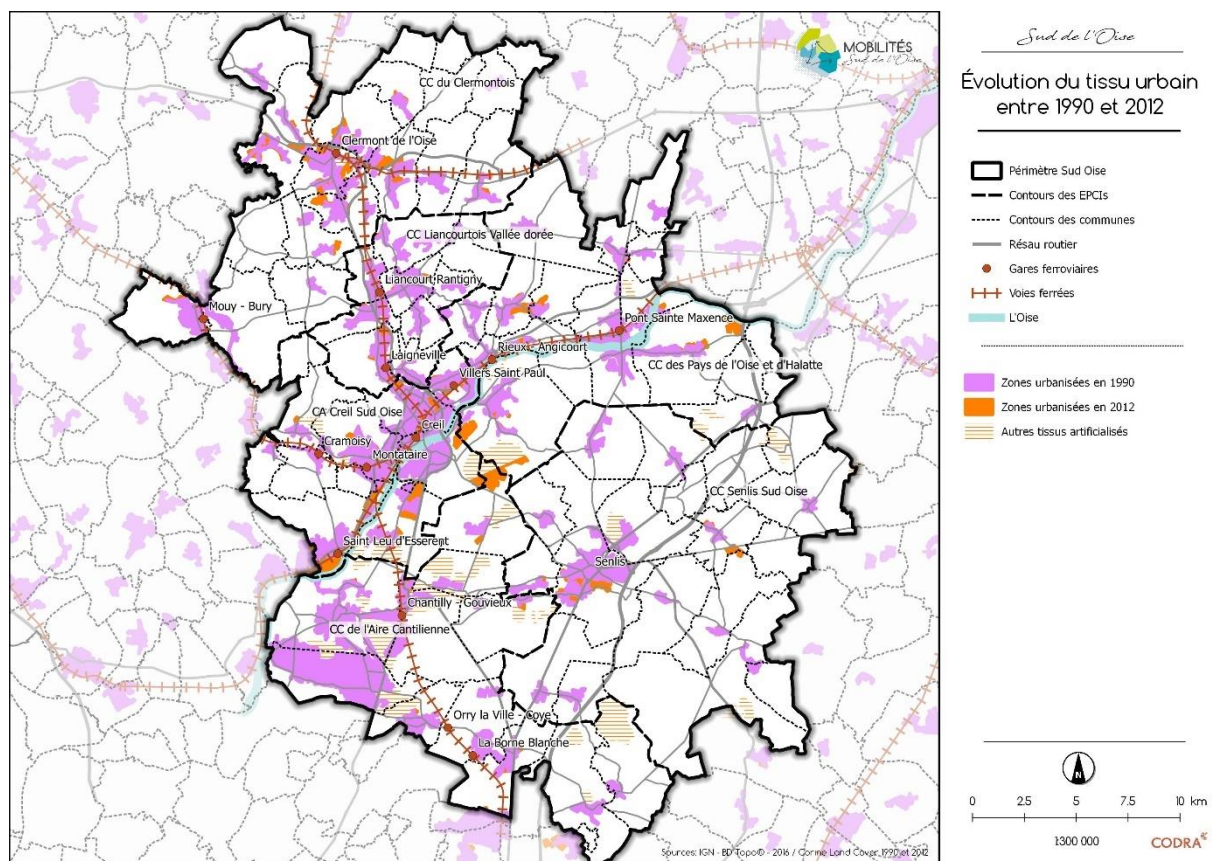 MOBILITÉS
Sud de l'Oise
CC du Clermontois
Clermont de l'Oise
CC Liancourtois Vallée dorée
Liancourt Rantigny
Mouy - Bury
Pont Sainte Maxence
Laigneville
Rieux - Angicourt
CC des Pays de l'Oise et d'Halatte
Villers Saint Paul
CA Creil Sud Oise
Creil
Cramoisy
Montataire
CC Senlis Sud Oise
Saint Leu d'Esserent
Senlis
Chantilly - Gouvieux
CC de l'Aire Cantilienne
Orry la Ville - Coye
La Borne Blanche
Sources: IGN - BD Topo© - 2016 / Corine Land Cover 1990 et 2012
Sud de l'Oise
Évolution du tissu urbain
entre 1990 et 2012
Périmètre Sud Oise
Contours des EPCIs
Contours des communes
Résau routier
Gares ferroviaires
Voies ferrées
L'Oise
Zones urbanisées en 1990
Zones urbanisées en 2012
Autres tissus artificialisés
N
0 2.5 5 7.5 10 km
1300 000
CODRA